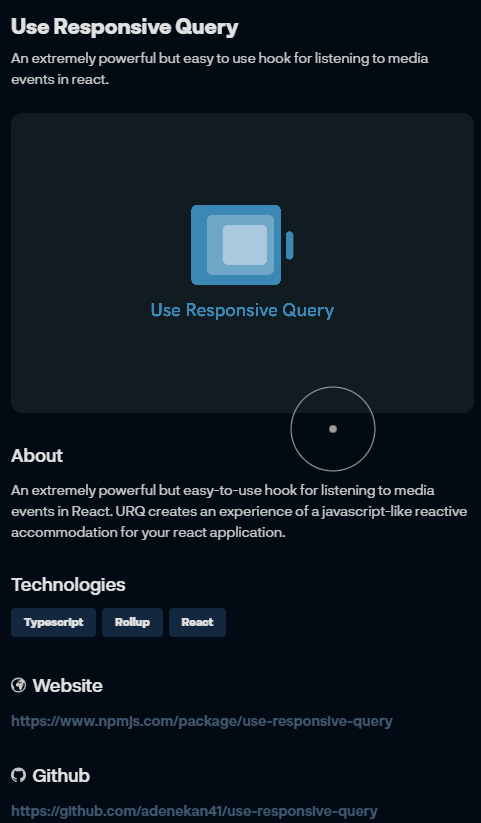 Use Responsive Query
An extremely powerful but easy to use hook for listening to media
events in react.
Use Responsive Query
About
An extremely powerful but easy-to-use hook for listening to media
events in React. URQ creates an experience of a javascript-like reactive
accommodation for your react application.
Technologies
Typescript Rollup React
Website
https://www.npmjs.com/package/use-responsive-query
Github
https://github.com/adenekan41/use-responsive-query